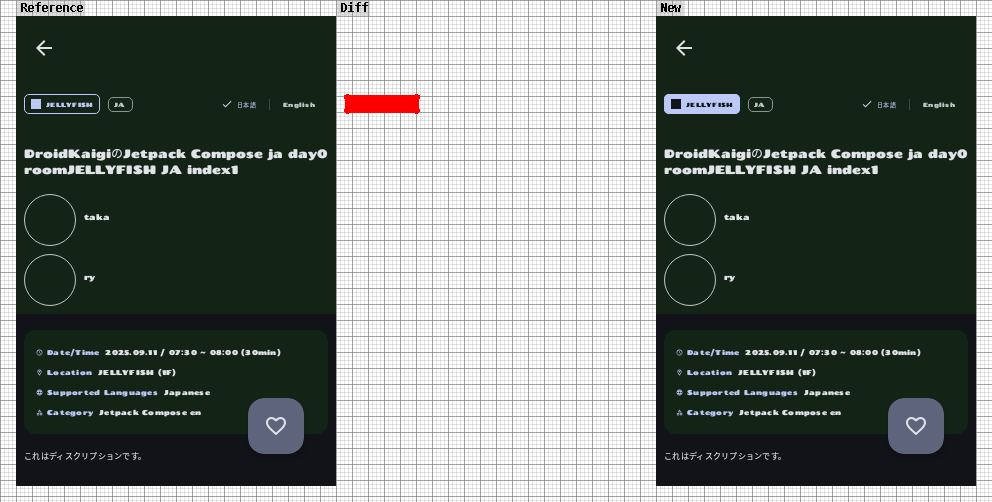 Reference
Diff
New
JELLYFISH
JA
日本語
English
DroidKaigiのJetpack Compose ja day0
roomJELLYFISH JA index1
taka
ry
Date/Time 2025.09.11 / 07:30 ~ 08:00 (30min)
Location JELLYFISH (1F)
Supported Languages Japanese
Category Jetpack Compose en
これはディスクリプションです。
JELLYFISH
JA
日本語
English
DroidKaigiのJetpack Compose ja day0
roomJELLYFISH JA index1
taka
ry
Date/Time 2025.09.11 / 07:30 ~ 08:00 (30min)
Location JELLYFISH (1F)
Supported Languages Japanese
Category Jetpack Compose en
これはディスクリプションです。